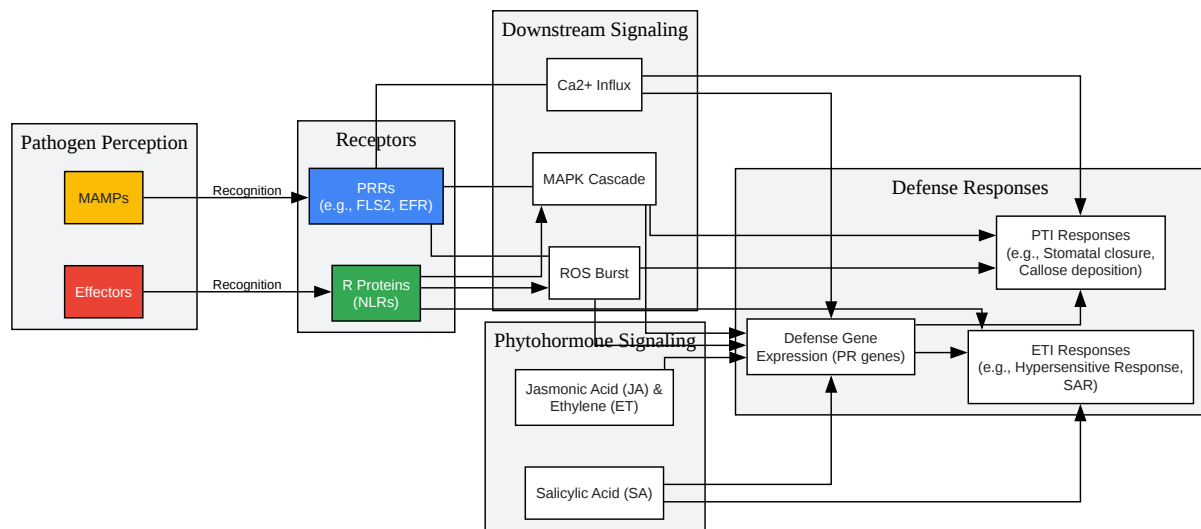 Downstream Signaling
Ca2+ Influx
Pathogen Perception
Receptors
MAMPs
Recognition
PRRs
(e.g., FLS2, EFR)
MAPK Cascade
Defense Responses
PTI Responses
(e.g., Stomatal closure,
Callose deposition)
Effectors
Recognition
R Proteins
(NLRs)
ROS Burst
Phytohormone Signaling
Defense Gene
Expression (PR genes)
ETI Responses
(e.g., Hypersensitive Response,
SAR)
Jasmonic Acid (JA) &
Ethylene (ET)
Salicylic Acid (SA)